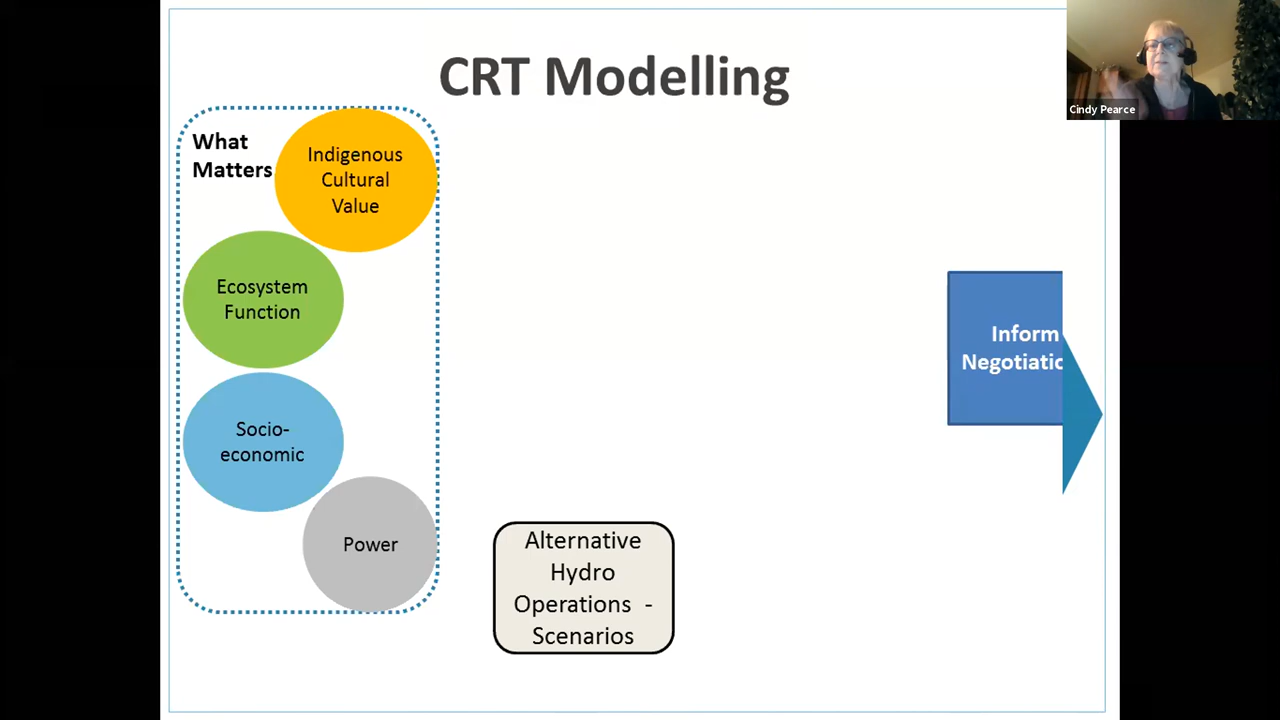 CRT Modelling
Cindy Pearce
What
Matters
Indigenous
Cultural
Value
Ecosystem
Function
Socio-
economic
Power
Alternative
Hydro
Operations -
Scenarios
Inform
Negotiatic